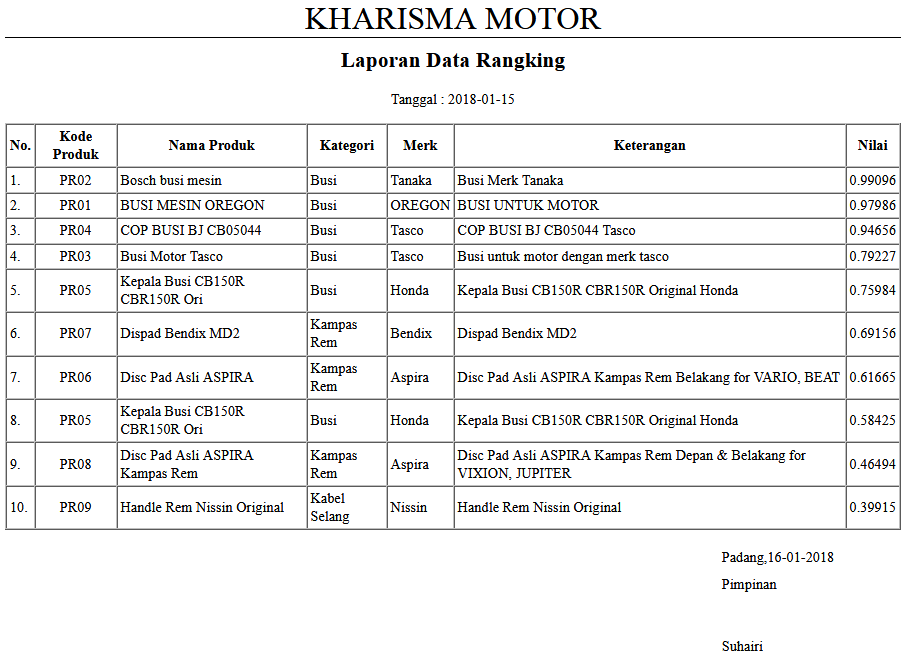 KHARISMA MOTOR
Laporan Data Rangking
Tanggal : 2018-01-15
No. Kode Produk Nama Produk Kategori Merk Keterangan Nilai
1. PR02 Bosch busi mesin Busi Tanaka Busi Merk Tanaka 0.99096
2. PR01 BUSI MESIN OREGON Busi OREGON BUSI UNTUK MOTOR 0.97986
3. PR04 COP BUSI BJ CB05044 Busi Tasco COP BUSI BJ CB05044 Tasco 0.94656
4. PR03 Busi Motor Tasco Busi Tasco Busi untuk motor dengan merk tasco 0.79227
5. PR05 Kepala Busi CB150R CBR150R Ori Busi Honda Kepala Busi CB150R CBR150R Original Honda 0.75984
6. PR07 Dispad Bendix MD2 Kampas Rem Bendix Dispad Bendix MD2 0.69156
7. PR06 Disc Pad Asli ASPIRA Kampas Rem Aspira Disc Pad Asli ASPIRA Kampas Rem Belakang for VARIO, BEAT 0.61665
8. PR05 Kepala Busi CB150R CBR150R Ori Busi Honda Kepala Busi CB150R CBR150R Original Honda 0.58425
9. PR08 Disc Pad Asli ASPIRA Kampas Rem Kampas Rem Aspira Disc Pad Asli ASPIRA Kampas Rem Depan & Belakang for VIXION, JUPITER 0.46494
10. PR09 Handle Rem Nissin Original Kabel Selang Nissin Handle Rem Nissin Original 0.39915
Padang,16-01-2018
Pimpinan
Suhairi